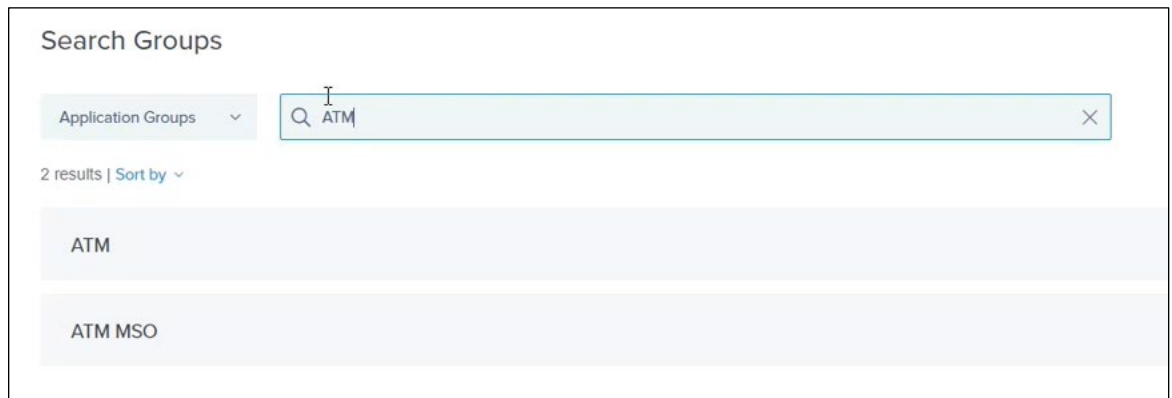 Search Groups
Application Groups
ATM
2 results | Sort by
ATM
ATM MSO